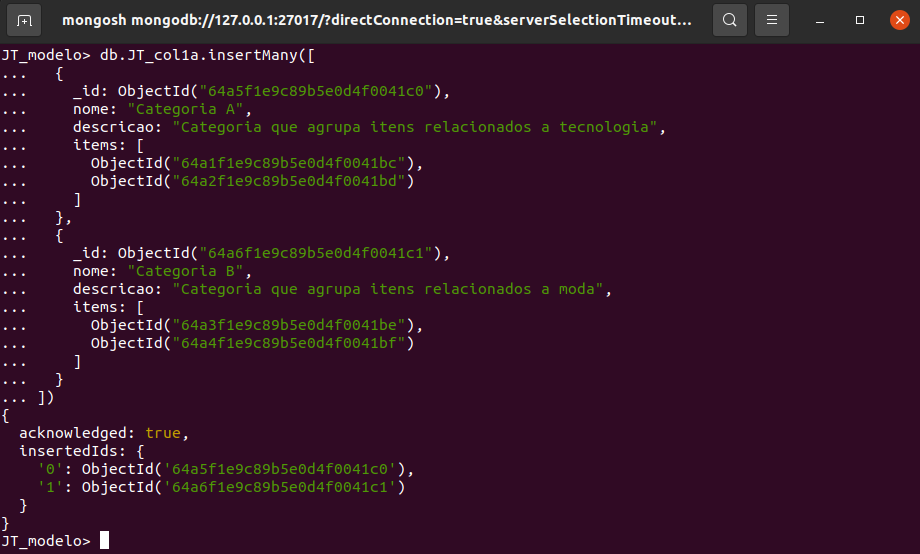 mongosh mongodb://127.0.0.1:27017/?directConnection=true&serverSelectionTimeout...
JT_modelo> db.JT_col1a.insertMany([
...   {
...     _id: ObjectId("64a5f1e9c89b5e0d4f0041c0"),
...     nome: "Categoria A",
...     descricao: "Categoria que agrupa itens relacionados a tecnologia",
...     items: [
...       ObjectId("64a1f1e9c89b5e0d4f0041bc"),
...       ObjectId("64a2f1e9c89b5e0d4f0041bd")
...     ]
...   },
...   {
...     _id: ObjectId("64a6f1e9c89b5e0d4f0041c1"),
...     nome: "Categoria B",
...     descricao: "Categoria que agrupa itens relacionados a moda",
...     items: [
...       ObjectId("64a3f1e9c89b5e0d4f0041be"),
...       ObjectId("64a4f1e9c89b5e0d4f0041bf")
...     ]
...   }
... ])
{
  acknowledged: true,
  insertedIds: {
    '0': ObjectId('64a5f1e9c89b5e0d4f0041c0'),
    '1': ObjectId('64a6f1e9c89b5e0d4f0041c1')
  }
}
JT_modelo>